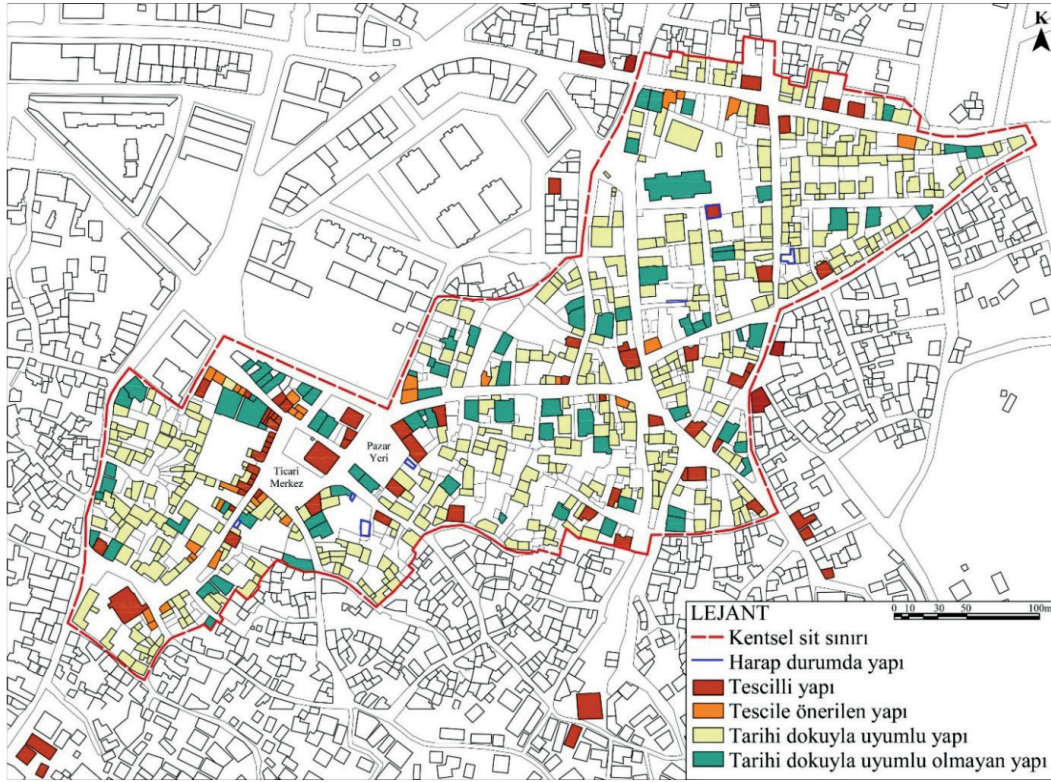 K
Pazar
Yeri
Ticari
Merkez
LEJANT
0 10 30 50 100m
Kentsel sit sınırı
Harap durumda yapı
Tescilli yapı
Tescile önerilen yapı
Tarihi dokuyla uyumlu yapı
Tarihi dokuyla uyumlu olmayan yapı